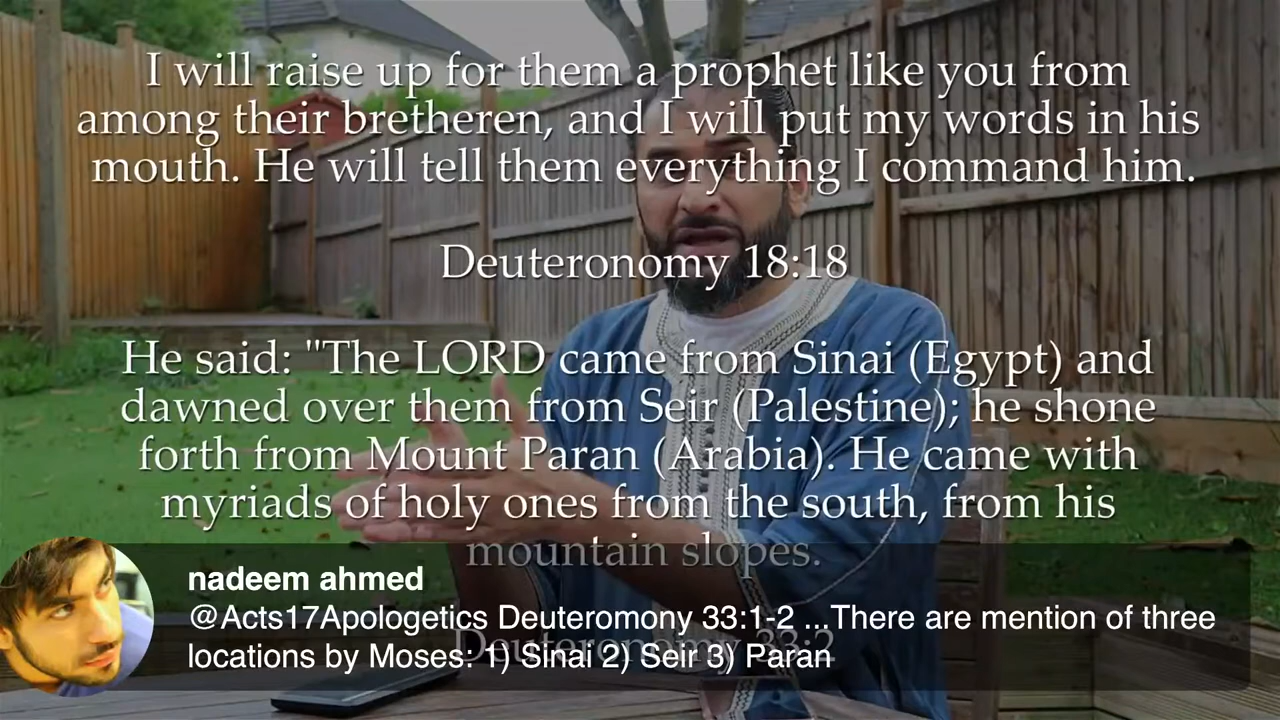 I will raise up for them a prophet like you from
among their bretheren, and I will put my words in his
mouth. He will tell them everything I command him.
Deuteronomy 18:18
He said: "The LORD came from Sinai (Egypt) and
dawned over them from Seir (Palestine); he shone
forth from Mount Paran (Arabia). He came with
myriads of holy ones from the south, from his
mountain slopes.
Deuteronomy 33:2
nadeem ahmed
@Acts17Apologetics Deuteromony 33:1-2 ...There are mention of three
locations by Moses: 1) Sinai 2) Seir 3) Paran